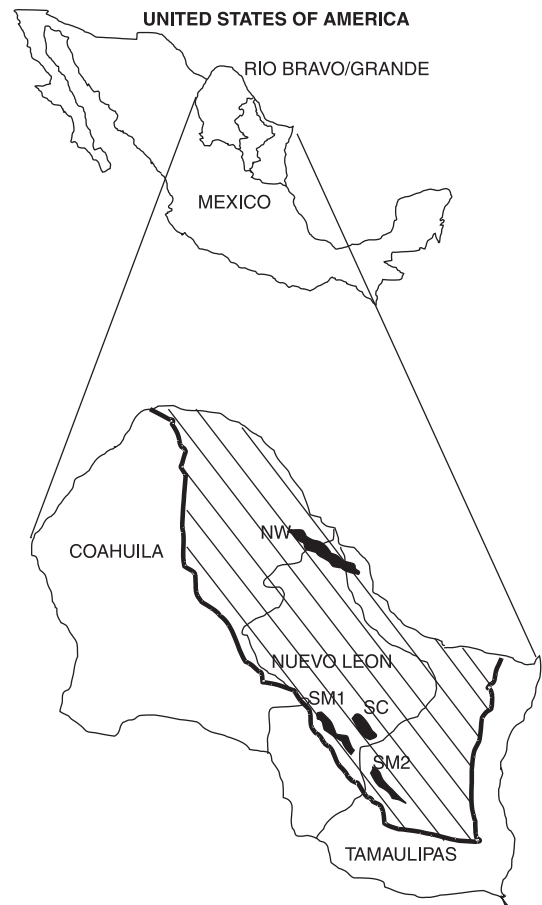 UNITED STATES OF AMERICA
RIO BRAVO/GRANDE
MEXICO
NW
COAHUILA
NUEVO LEON
SM1
SC
SM2
TAMAULIPAS